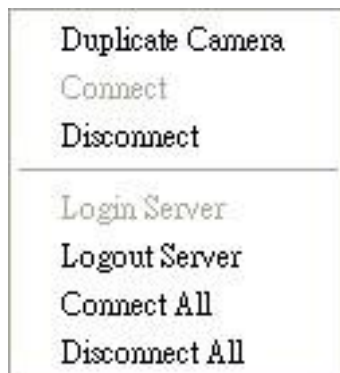 Duplicate Camera
Connect
Disconnect
Login Server
Logout Server
Connect All
Disconnect All